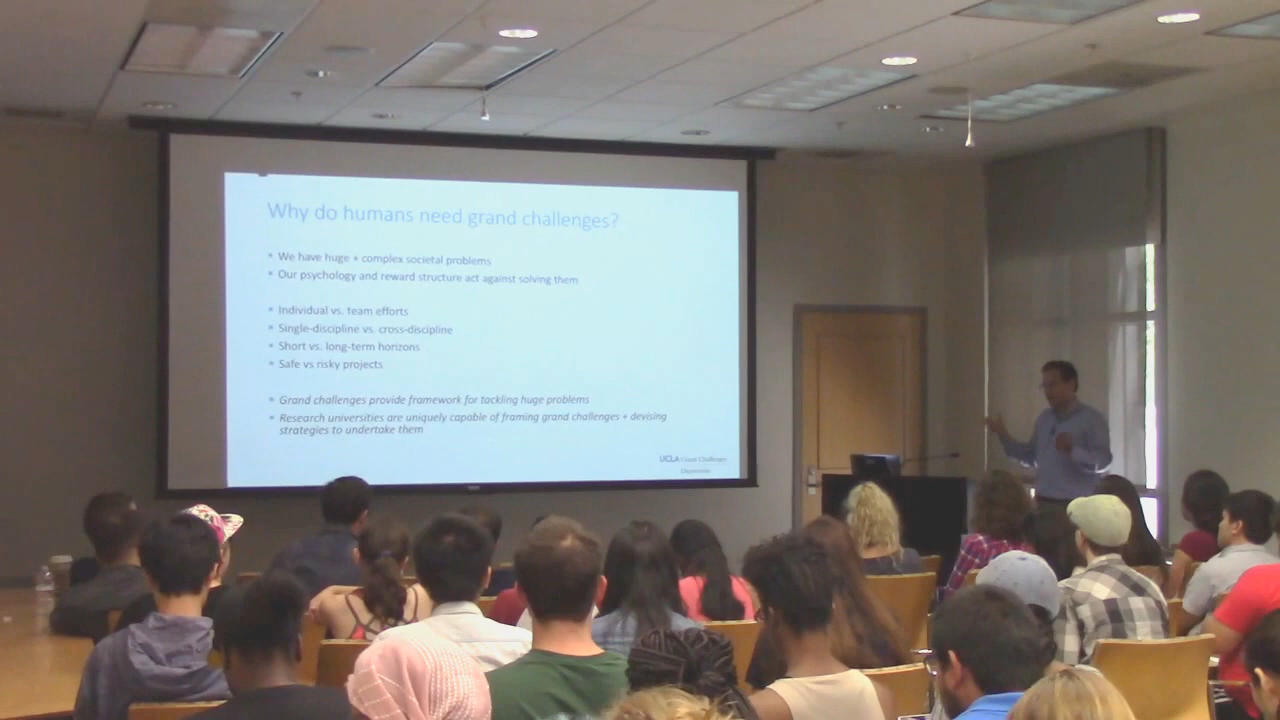 Why do humans need grand challenges?
▪ We have huge + complex societal problems
▪ Our psychology and reward structure act against solving them
▪ Individual vs. team efforts
▪ Single-discipline vs. cross-discipline
▪ Short vs. long-term horizons
▪ Safe vs risky projects
▪ Grand challenges provide framework for tackling huge problems
▪ Research universities are uniquely capable of framing grand challenges + devising
strategies to undertake them
UCLA Grand Challenges
Depression